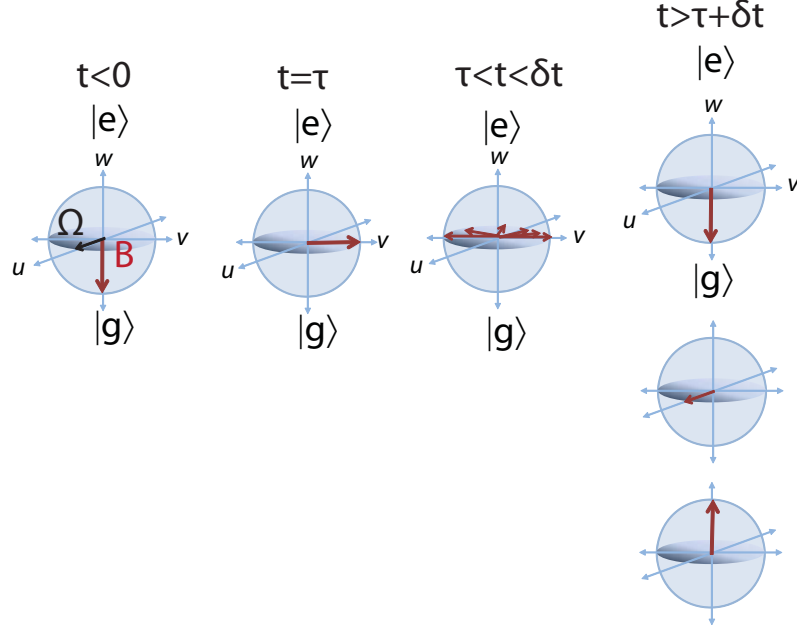 t<0
|e⟩
w
Ω
v
B
u
|g⟩
t=τ
|e⟩
w
v
|g⟩
τ<t<δt
|e⟩
w
v
u
|g⟩
t>τ+δt
|e⟩
w
v
u
|g⟩